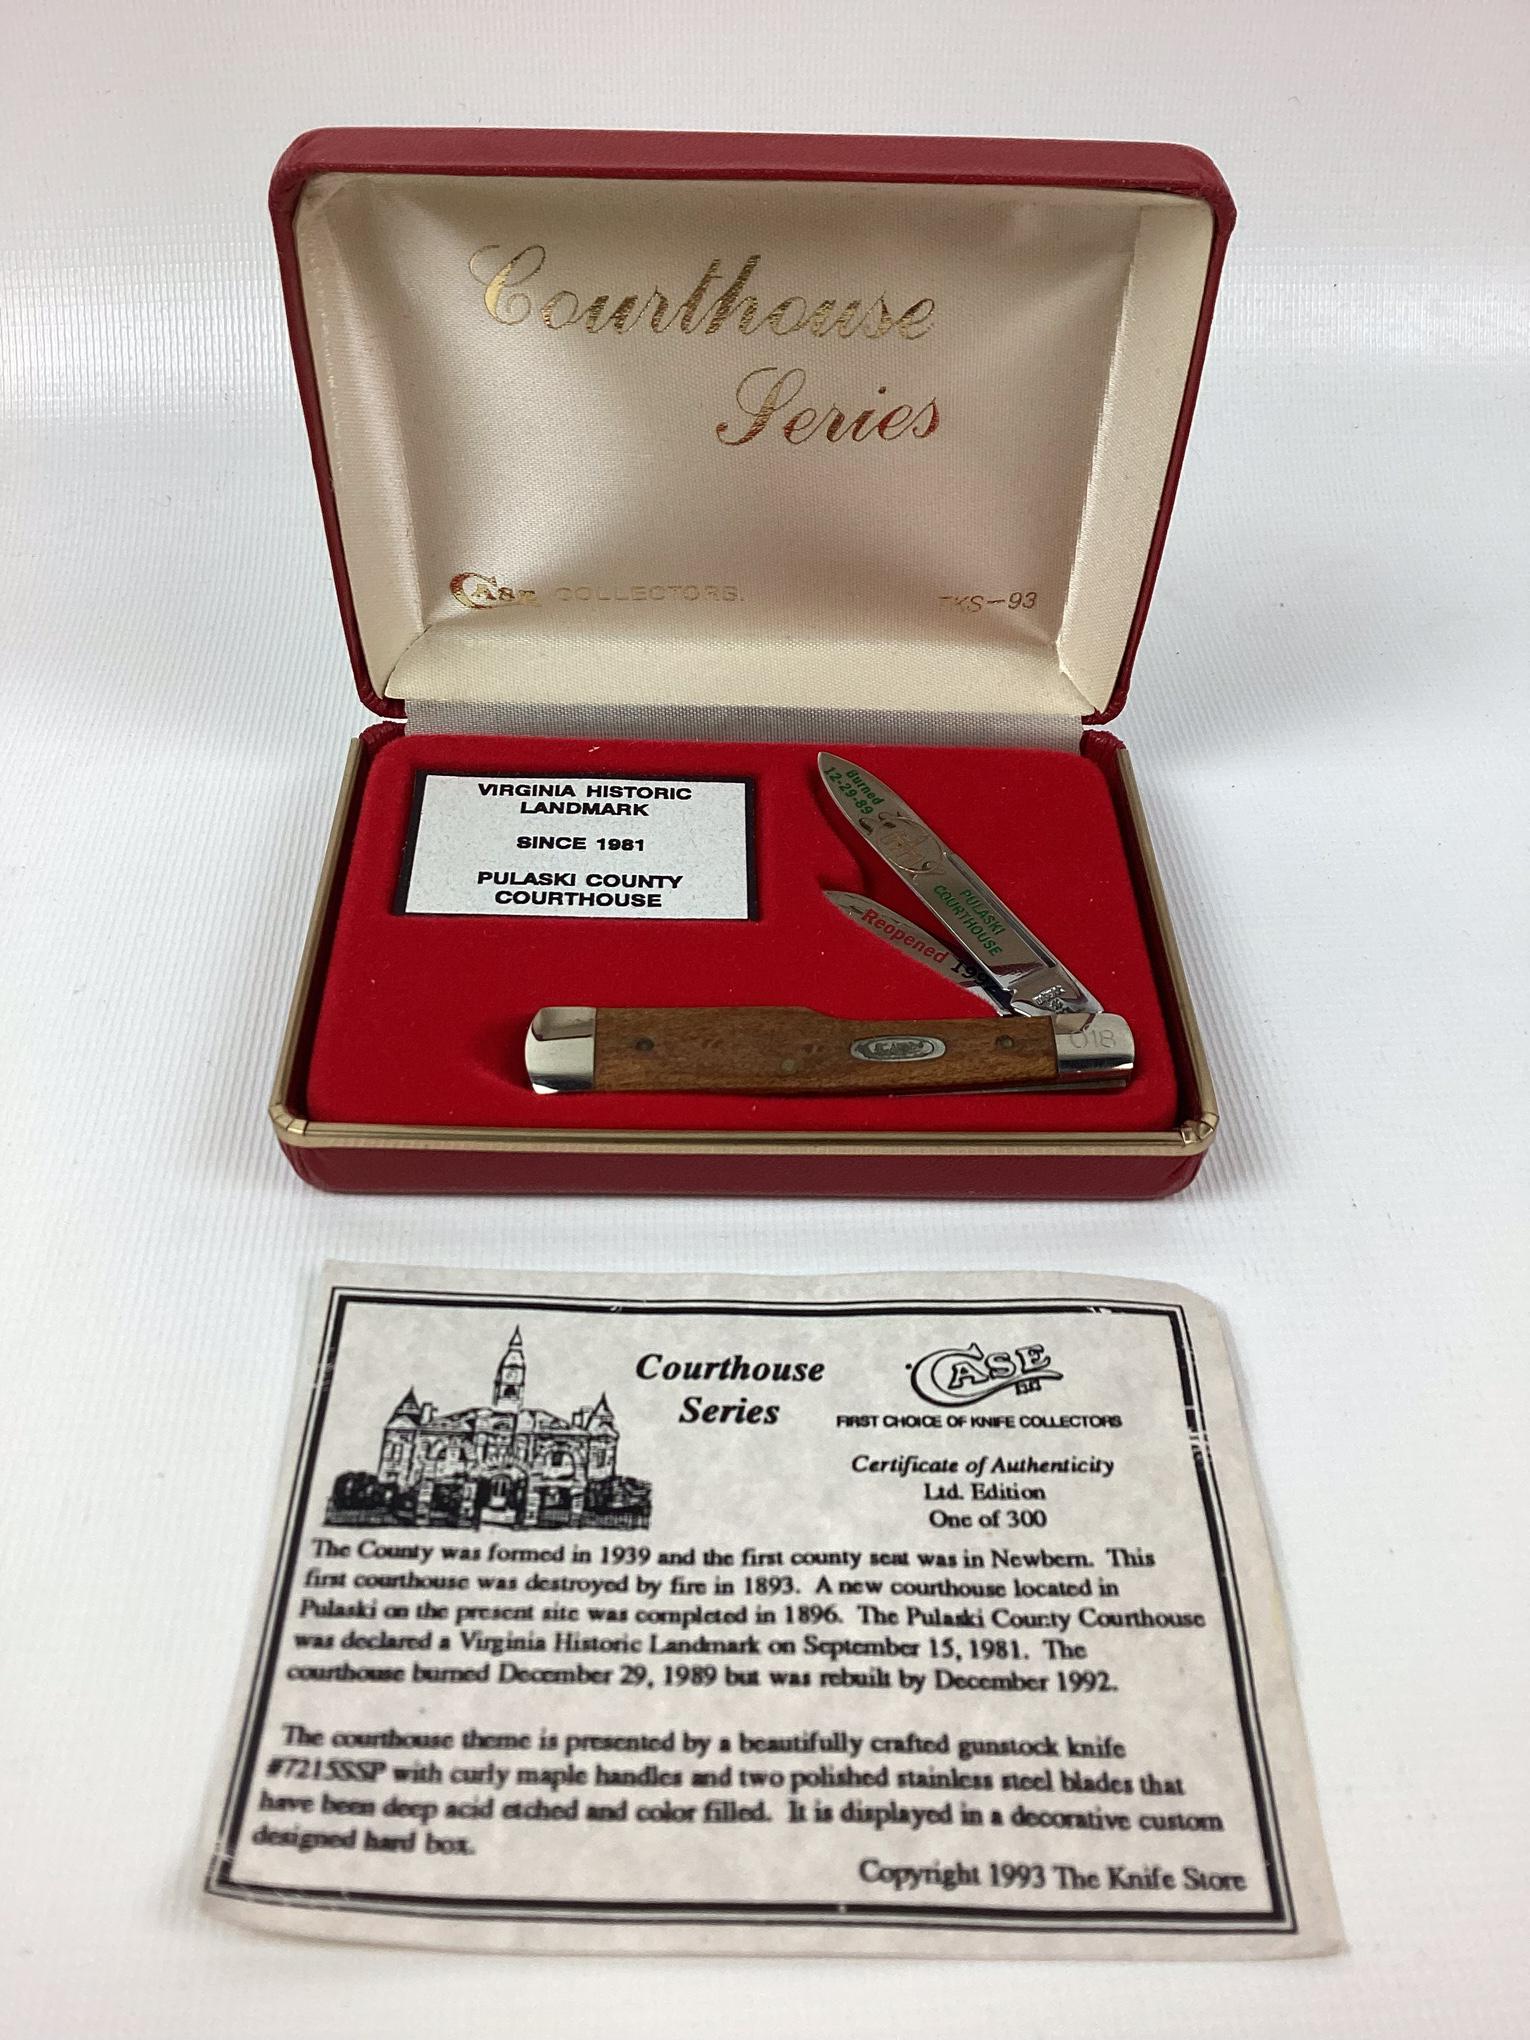 Courthouse
Series
CASE COLLECTORS.
TKS-93
VIRGINIA HISTORIC
LANDMARK
SINCE 1981
PULASKI COUNTY
COURTHOUSE
Burned
12-29-89
PULASKI
COURTHOUSE
Reopened 1992
CASE
018
Courthouse
Series
CASE
XX
FIRST CHOICE OF KNIFE COLLECTORS
Certificate of Authenticity
Ltd. Edition
One of 300
The County was formed in 1939 and the first county seat was in Newbern. This
first courthouse was destroyed by fire in 1893. A new courthouse located in
Pulaski on the present site was completed in 1896. The Pulaski County Courthouse
was declared a Virginia Historic Landmark on September 15, 1981. The
courthouse burned December 29, 1989 but was rebuilt by December 1992.
The courthouse theme is presented by a beautifully crafted gunstock knife
#7215SSP with curly maple handles and two polished stainless steel blades that
have been deep acid etched and color filled. It is displayed in a decorative custom
designed hard box.
Copyright 1993 The Knife Store